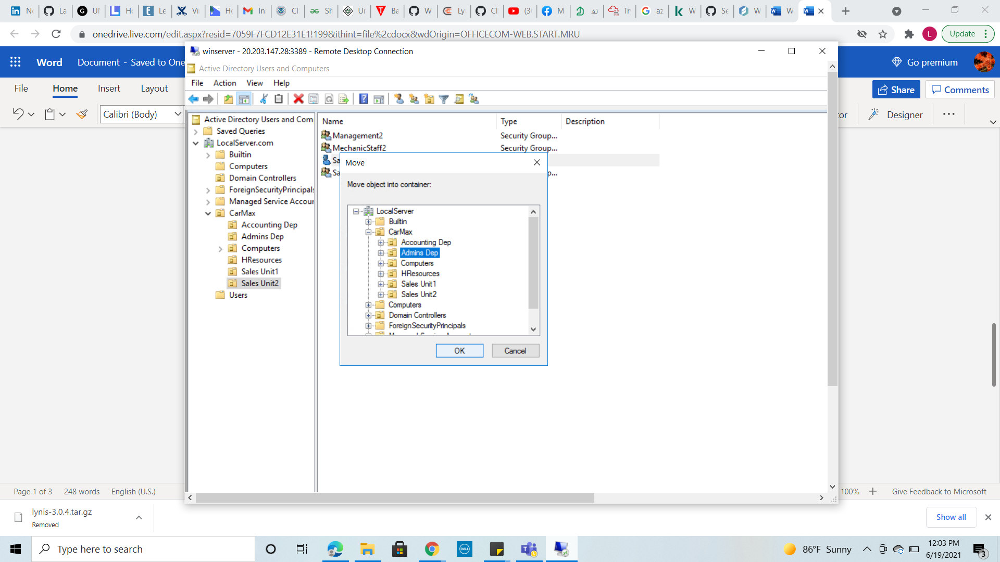 onedrive.live.com/edit.aspx?resid=7059F7FCD12E31E1!199&ithint=file%2cdocx&wdOrigin=OFFICECOM-WEB.START.MRU
L
Update
winserver - 20.203.147.28:3389 - Remote Desktop Connection
Word
Document - Saved to One
Go premium
Active Directory Users and Computers
File
Home
Insert
Layout
File
Action
View
Help
Share
Comments
Calibri (Body)
Designer
Active Directory Users and Com
Saved Queries
LocalServer.com
Builtin
Computers
Domain Controllers
ForeignSecurityPrincipals
Managed Service Accour
CarMax
Accounting Dep
Admins Dep
Computers
HResources
Sales Unit1
Sales Unit2
Users
Name
Type
Description
Management2
Security Group...
MechanicStaff2
Security Group...
Sa
Sa
p...
Move
Move object into container:
LocalServer
Builtin
CarMax
Accounting Dep
Admins Dep
Computers
HResources
Sales Unit1
Sales Unit2
Computers
Domain Controllers
ForeignSecurityPrincipals
OK
Cancel
Page 1 of 3
248 words
English (U.S.)
100%
Give Feedback to Microsoft
lynis-3.0.4.tar.gz
Removed
Show all
Type here to search
DELL
86°F Sunny
12:03 PM
6/19/2021
3